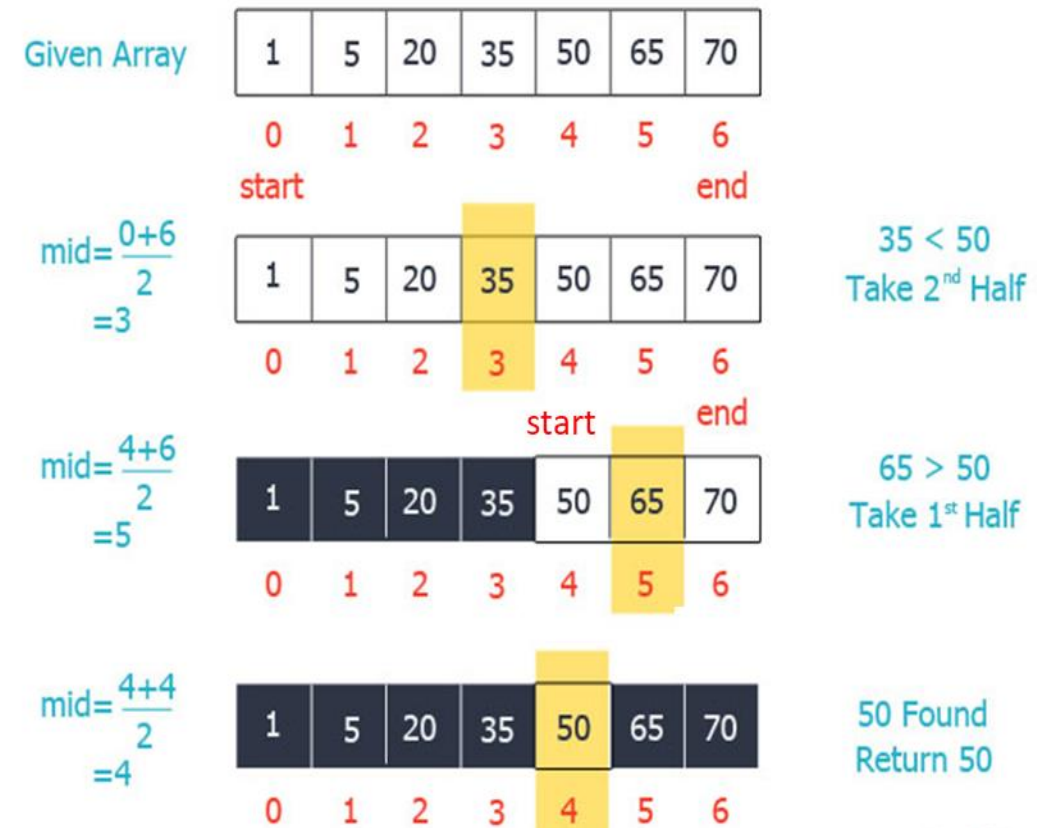 Given Array 1 5 20 35 50 65 70
0 1 2 3 4 5 6
start end
mid= 0+6
2
=3
1 5 20 35 50 65 70
35 < 50
Take 2nd Half
0 1 2 3 4 5 6
start end
mid= 4+6
2
=5
1 5 20 35 50 65 70
65 > 50
Take 1st Half
0 1 2 3 4 5 6
mid= 4+4
2
=4
1 5 20 35 50 65 70
50 Found
Return 50
0 1 2 3 4 5 6